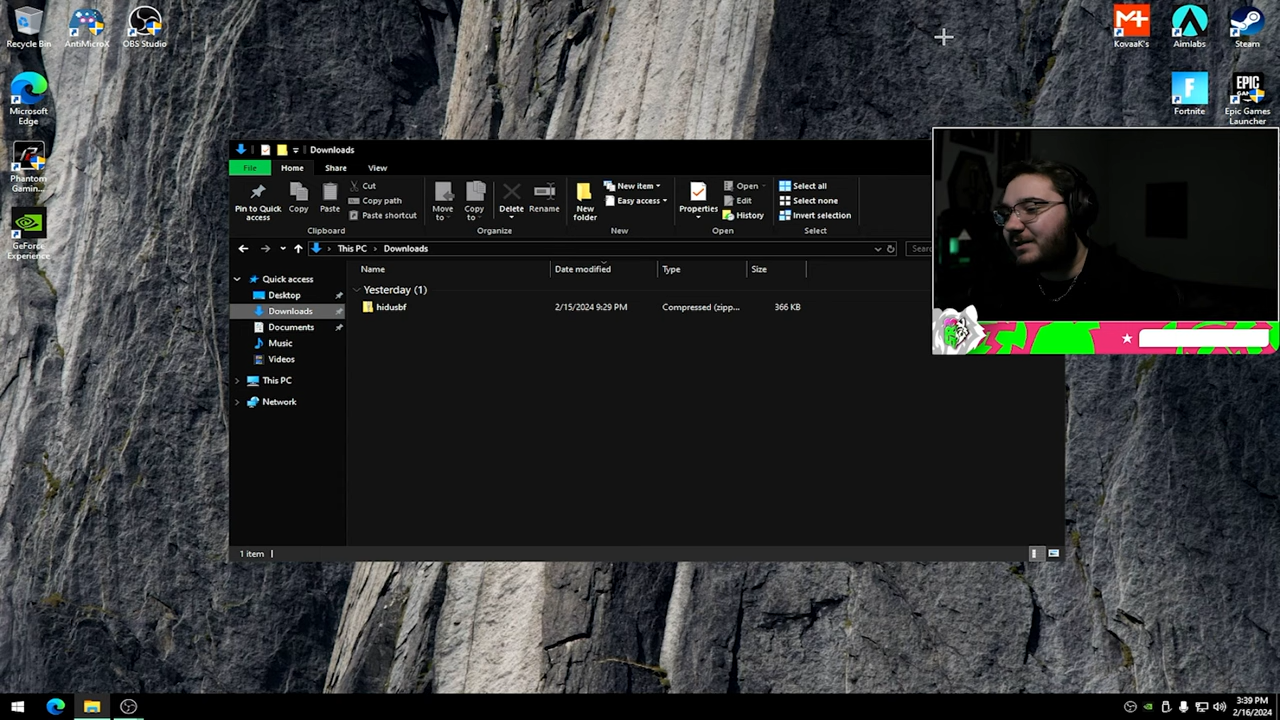 Recycle Bin
AntiMicroX
OBS Studio
KovaaK's
Aimlabs
Steam
Microsoft
Edge
Fortnite
EPIC
Epic Games
Launcher
Phantom
Gamin...
GeForce
Experience
Downloads
File
Home
Share
View
Pin to Quick
access
Copy
Paste
Cut
Copy path
Paste shortcut
Clipboard
Move
to
Copy
to
Delete
Rename
Organize
New
folder
New item
Easy access
New
Properties
Open
Edit
History
Open
Select all
Select none
Invert selection
Select
This PC
Downloads
Sear
Quick access
Desktop
Downloads
Documents
Music
Videos
This PC
Network
Name
Date modified
Type
Size
Yesterday (1)
hidusbf
2/15/2024 9:29 PM
Compressed (zipp...
366 KB
1 item
3:39 PM
2/16/2024